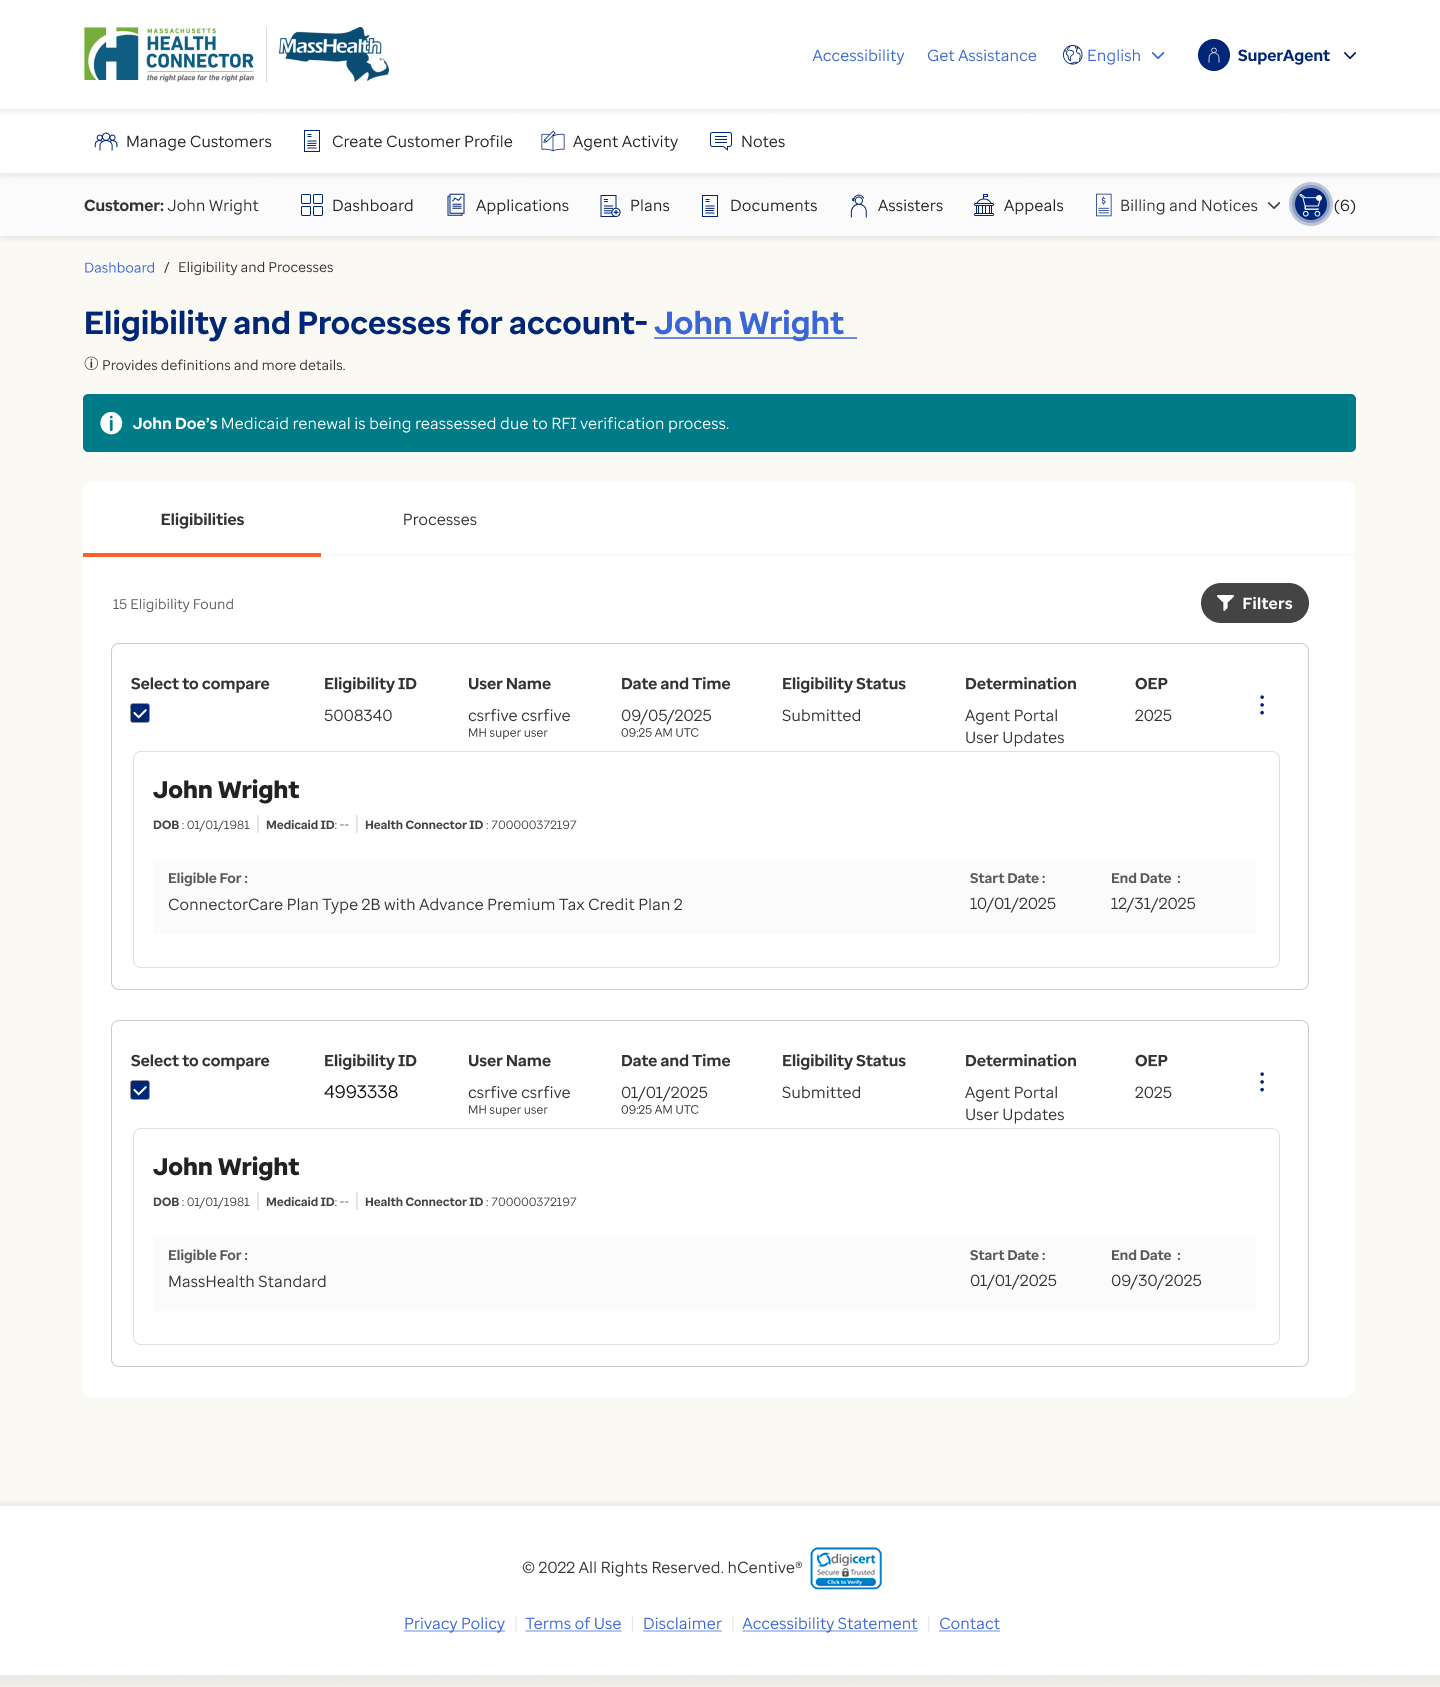 MASSACHUSETTS
HEALTH
CONNECTOR
the right place for the right plan
MassHealth
Accessibility Get Assistance English SuperAgent
Manage Customers Create Customer Profile Agent Activity Notes
Customer: John Wright Dashboard Applications Plans Documents Assisters Appeals Billing and Notices (6)
Dashboard / Eligibility and Processes
Eligibility and Processes for account- John Wright
Provides definitions and more details.
John Doe’s Medicaid renewal is being reassessed due to RFI verification process.
Eligibilities Processes
15 Eligibility Found Filters
Select to compare Eligibility ID User Name Date and Time Eligibility Status Determination OEP
5008340 csrfive csrfive 09/05/2025 Submitted Agent Portal 2025
MH super user 09:25 AM UTC User Updates
John Wright
DOB : 01/01/1981 Medicaid ID: -- Health Connector ID : 700000372197
Eligible For : Start Date : End Date :
ConnectorCare Plan Type 2B with Advance Premium Tax Credit Plan 2 10/01/2025 12/31/2025
Select to compare Eligibility ID User Name Date and Time Eligibility Status Determination OEP
4993338 csrfive csrfive 01/01/2025 Submitted Agent Portal 2025
MH super user 09:25 AM UTC User Updates
John Wright
DOB : 01/01/1981 Medicaid ID: -- Health Connector ID : 700000372197
Eligible For : Start Date : End Date :
MassHealth Standard 01/01/2025 09/30/2025
© 2022 All Rights Reserved. hCentive®
digicert
Secure Trusted
Click to Verify
Privacy Policy Terms of Use Disclaimer Accessibility Statement Contact